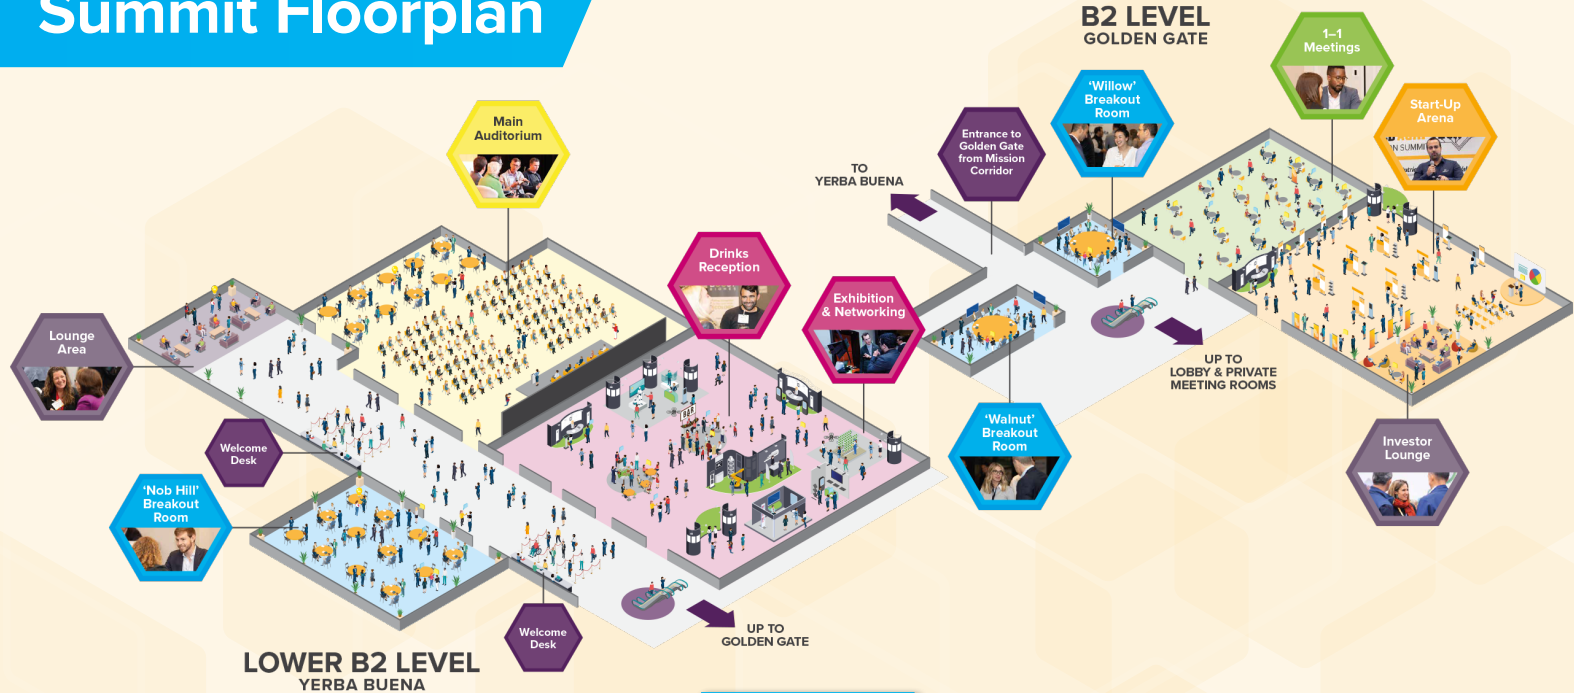 Summit Floorplan
B2 LEVEL
GOLDEN GATE
1–1
Meetings
‘Willow’
Breakout
Room
Start-Up
Arena
Main
Auditorium
Entrance to
Golden Gate
from Mission
Corridor
TO
YERBA BUENA
Drinks
Reception
Exhibition
& Networking
Lounge
Area
BAR
UP TO
LOBBY & PRIVATE
MEETING ROOMS
‘Walnut’
Breakout
Room
Investor
Lounge
Welcome
Desk
‘Nob Hill’
Breakout
Room
Welcome
Desk
UP TO
GOLDEN GATE
LOWER B2 LEVEL
YERBA BUENA